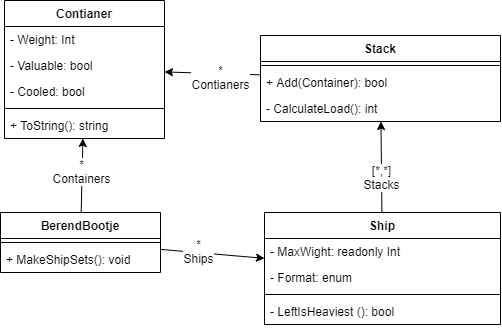 Contianer
- Weight: Int
- Valuable: bool
- Cooled: bool
+ ToString(): string
Stack
+ Add(Container): bool
- CalculateLoad(): int
*
Contianers
*
Containers
[*,*]
Stacks
BerendBootje
+ MakeShipSets(): void
*
Ships
Ship
- MaxWight: readonly Int
- Format: enum
- LeftIsHeaviest (): bool